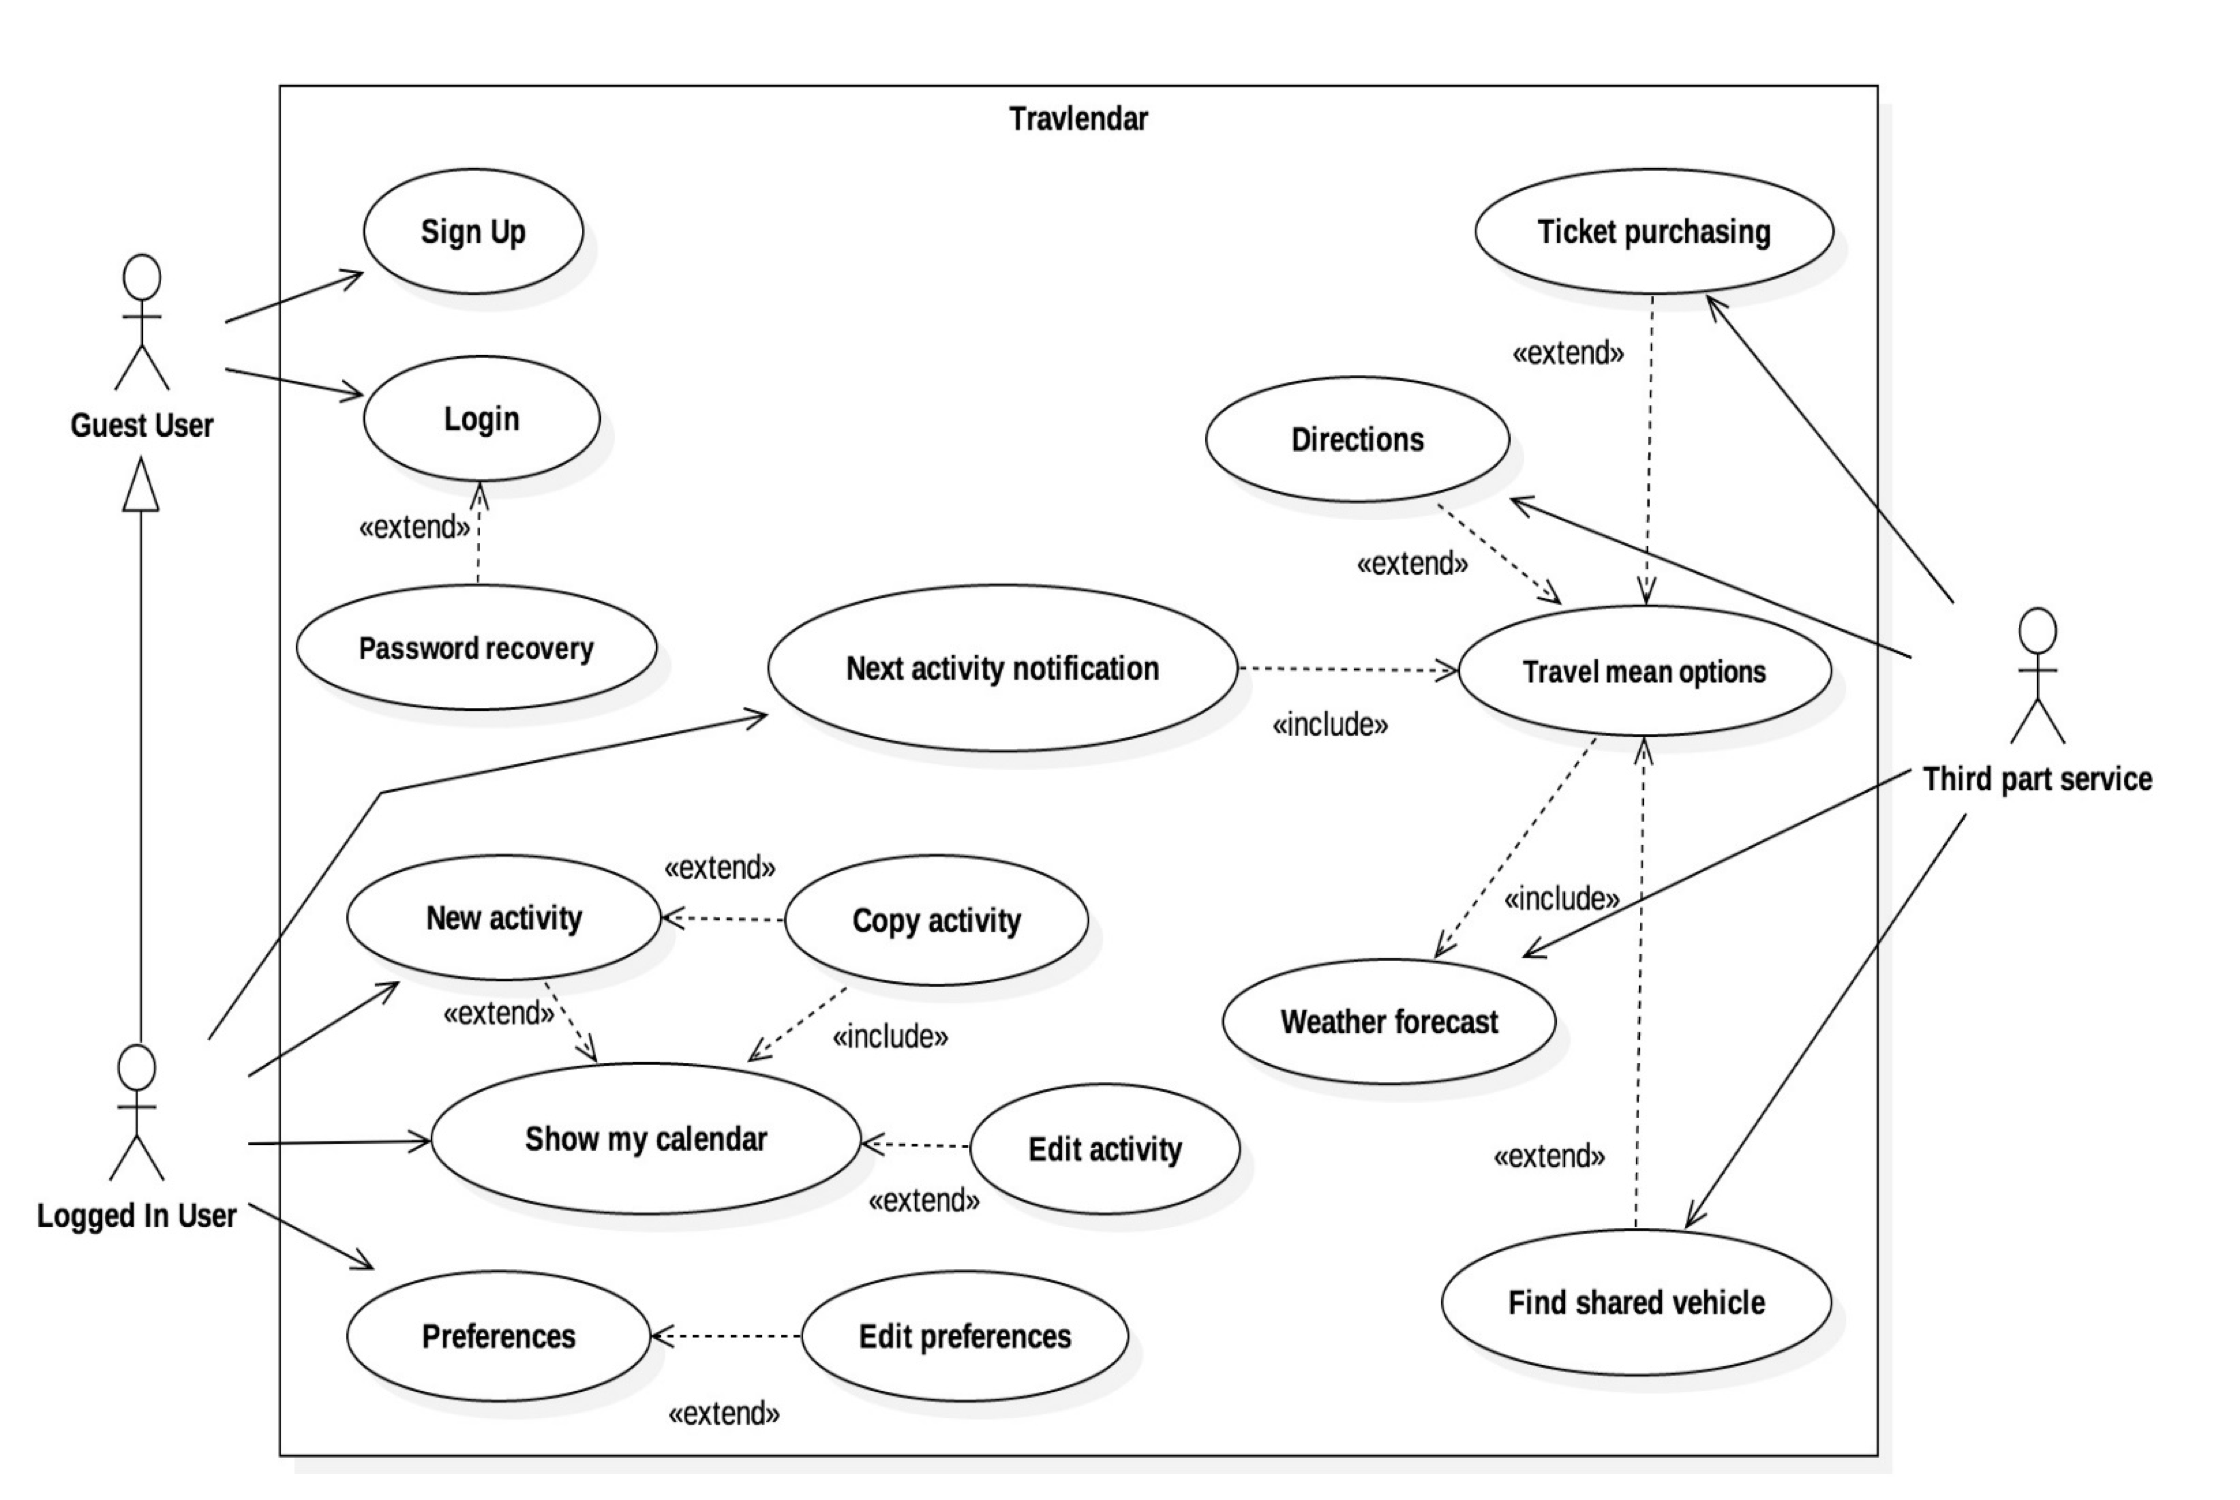 Travlendar
Sign Up
Ticket purchasing
«extend»
Guest User
Login
Directions
«extend»
«extend»
Password recovery
Next activity notification
Travel mean options
«include»
Third part service
«extend»
New activity
Copy activity
«include»
«extend»
«include»
Weather forecast
Show my calendar
Edit activity
«extend»
«extend»
Logged In User
Find shared vehicle
Preferences
Edit preferences
«extend»